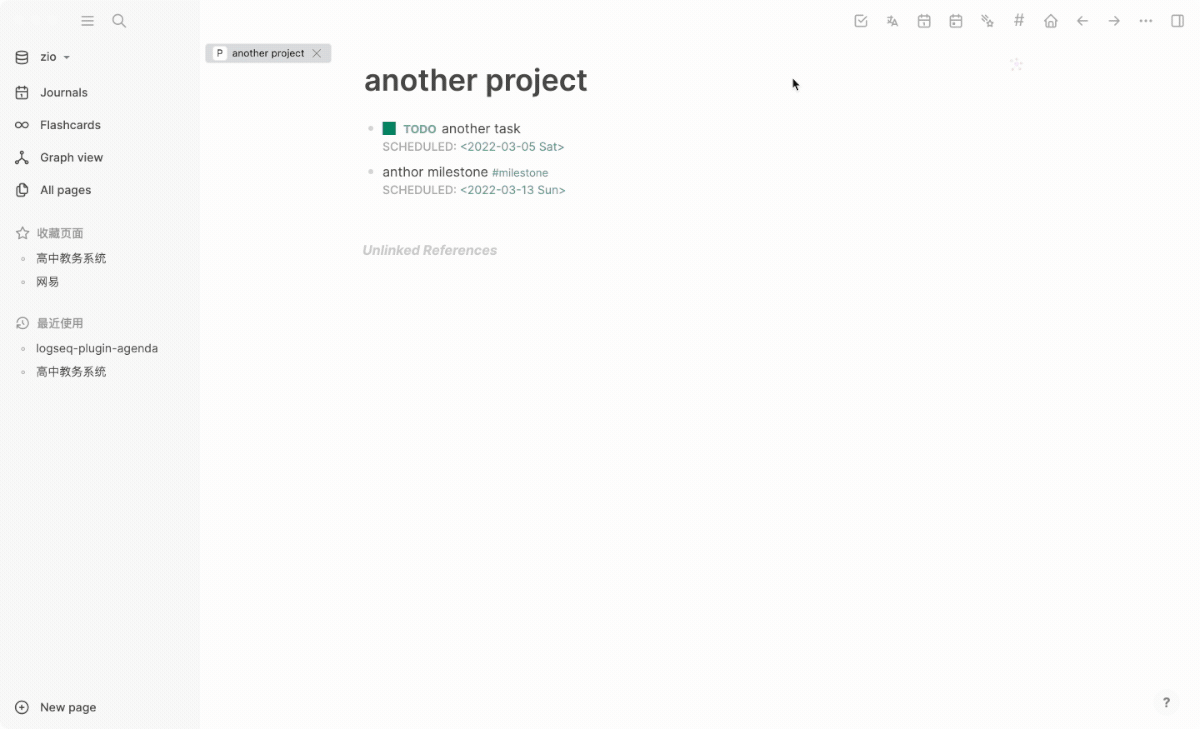 zio
Journals
Flashcards
Graph view
All pages
收藏页面
高中教务系统
网易
最近使用
logseq-plugin-agenda
高中教务系统
New page
P another project
another project
TODO another task
SCHEDULED: <2022-03-05 Sat>
anthor milestone #milestone
SCHEDULED: <2022-03-13 Sun>
Unlinked References
?